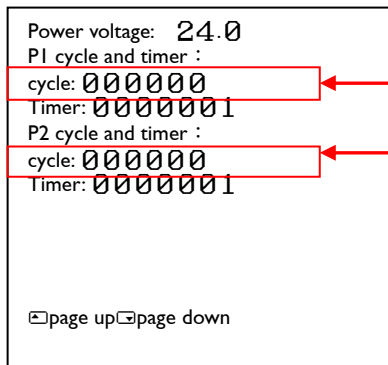 Power voltage: 24.0
P1 cycle and timer：
cycle: 000000
Timer: 0000001
P2 cycle and timer：
cycle: 000000
Timer: 0000001
page up page down